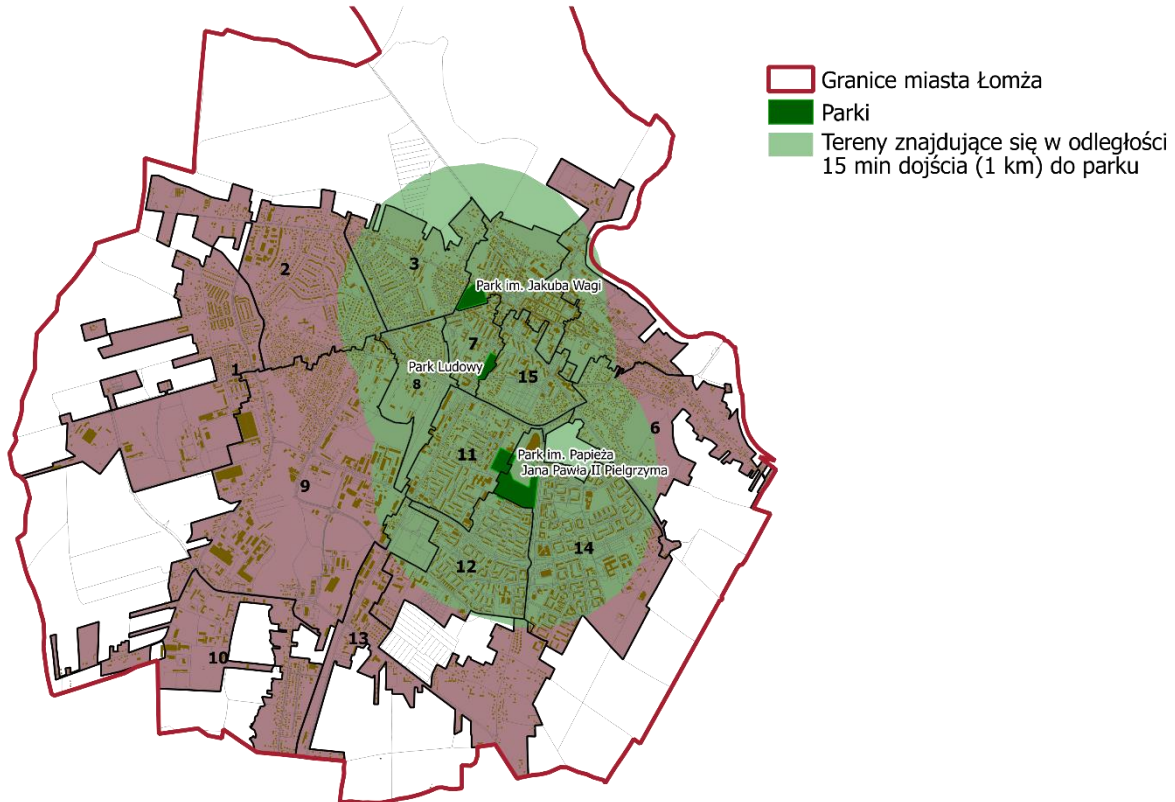 Granice miasta Łomża
Parki
Tereny znajdujące się w odległości
15 min dojścia (1 km) do parku
2
3
Park im. Jakuba Wagi
7
Park Ludowy
1
8
15
6
11
Park im. Papieża
Jana Pawła II Pielgrzyma
9
14
12
13
10